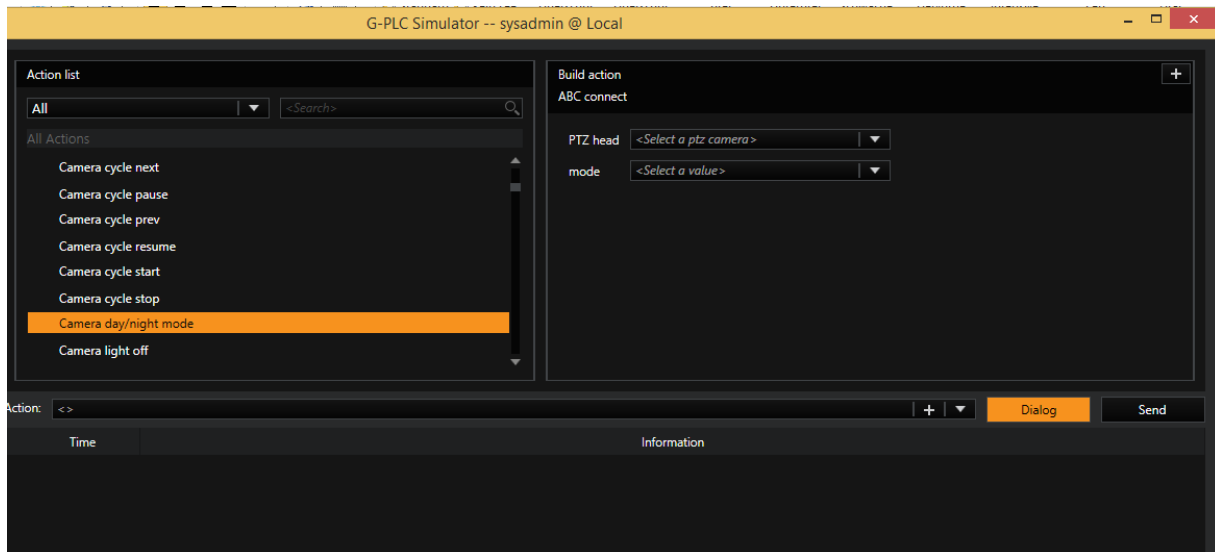 G-PLC Simulator -- sysadmin @ Local
Action list
All
<Search>
All Actions
Camera cycle next
Camera cycle pause
Camera cycle prev
Camera cycle resume
Camera cycle start
Camera cycle stop
Camera day/night mode
Camera light off
Build action
ABC connect
PTZ head <Select a ptz camera>
mode <Select a value>
Action: <> Dialog Send
Time Information